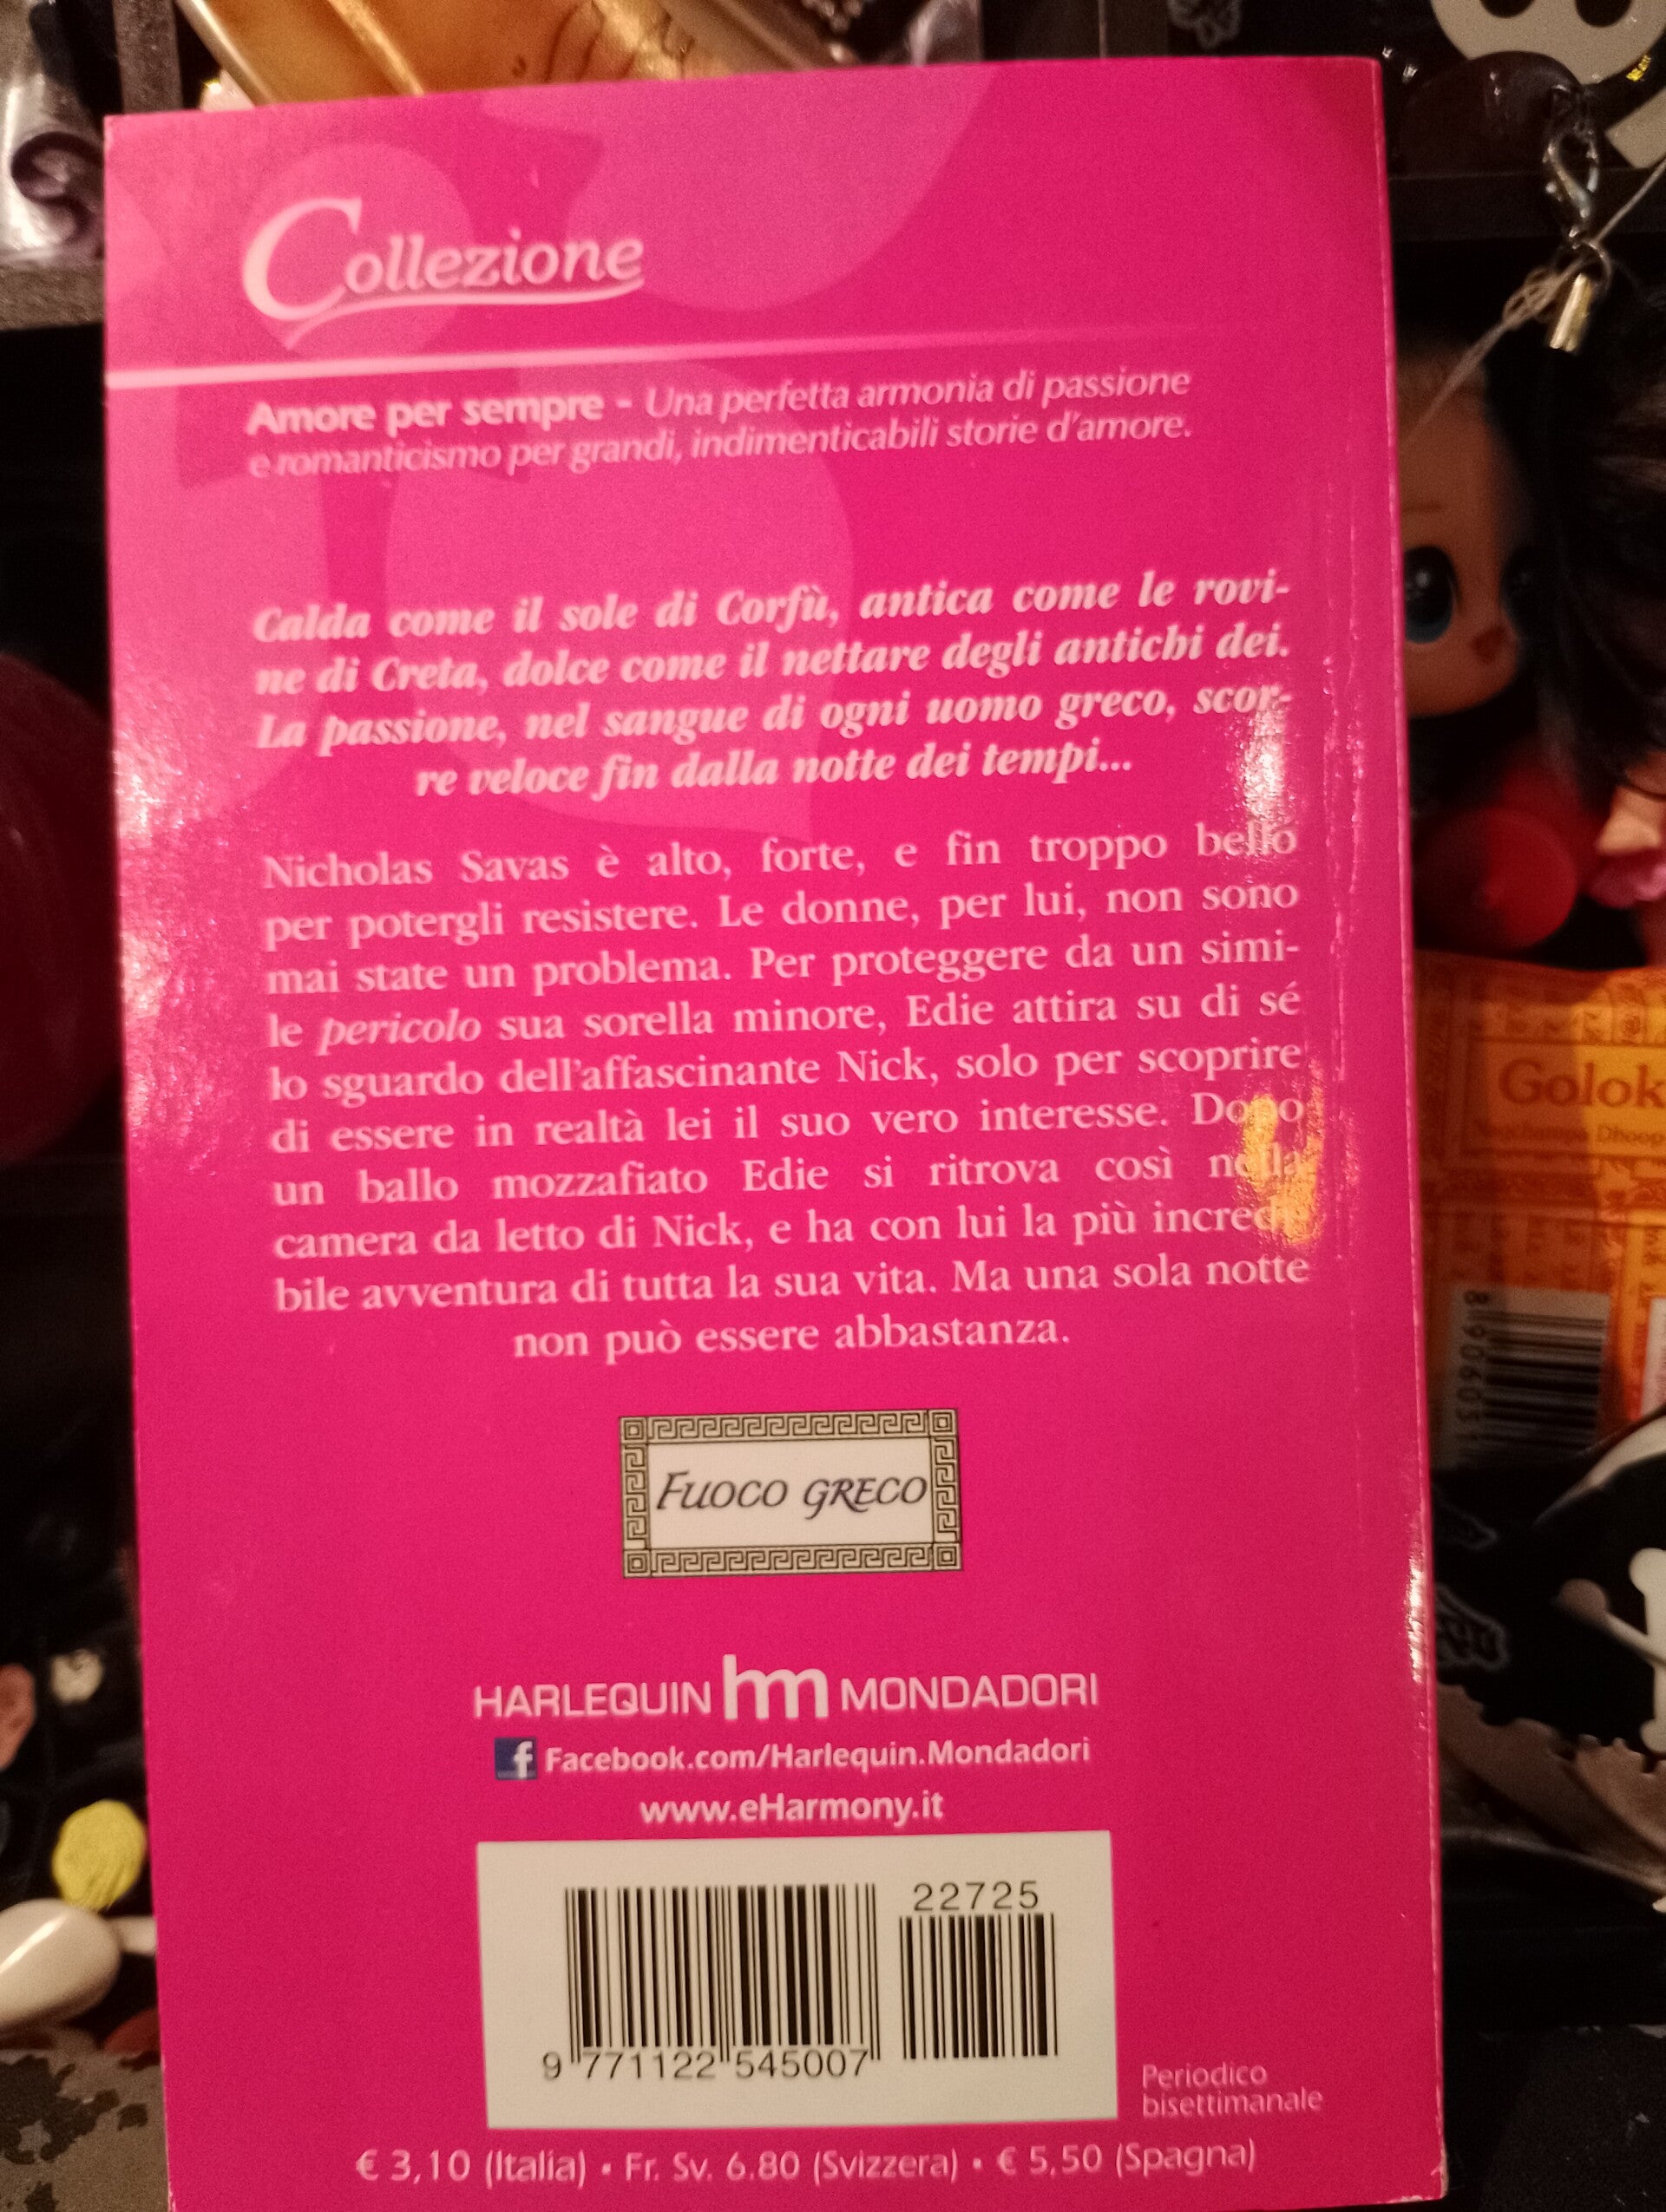 Collezione
Amore per sempre - Una perfetta armonia di passione
e romanticismo per grandi, indimenticabili storie d'amore.
Calda come il sole di Corfù, antica come le rovi-
ne di Creta, dolce come il nettare degli antichi dei.
La passione, nel sangue di ogni uomo greco, scor-
re veloce fin dalla notte dei tempi...
Nicholas Savas è alto, forte, e fin troppo bello
per potergli resistere. Le donne, per lui, non sono
mai state un problema. Per proteggere da un simi-
le pericolo sua sorella minore, Edie attira su di sé
lo sguardo dell'affascinante Nick, solo per scoprire
di essere in realtà lei il suo vero interesse. Dopo
un ballo mozzafiato Edie si ritrova così nella
camera da letto di Nick, e ha con lui la più incredi-
bile avventura di tutta la sua vita. Ma una sola notte
non può essere abbastanza.
FUOCO GRECO
HARLEQUIN hm MONDADORI
f Facebook.com/Harlequin.Mondadori
www.eHarmony.it
22725
9 771122 545007
Periodico
bisettimanale
€ 3,10 (Italia) • Fr. Sv. 6.80 (Svizzera) • € 5,50 (Spagna)
Golok
Dhoop